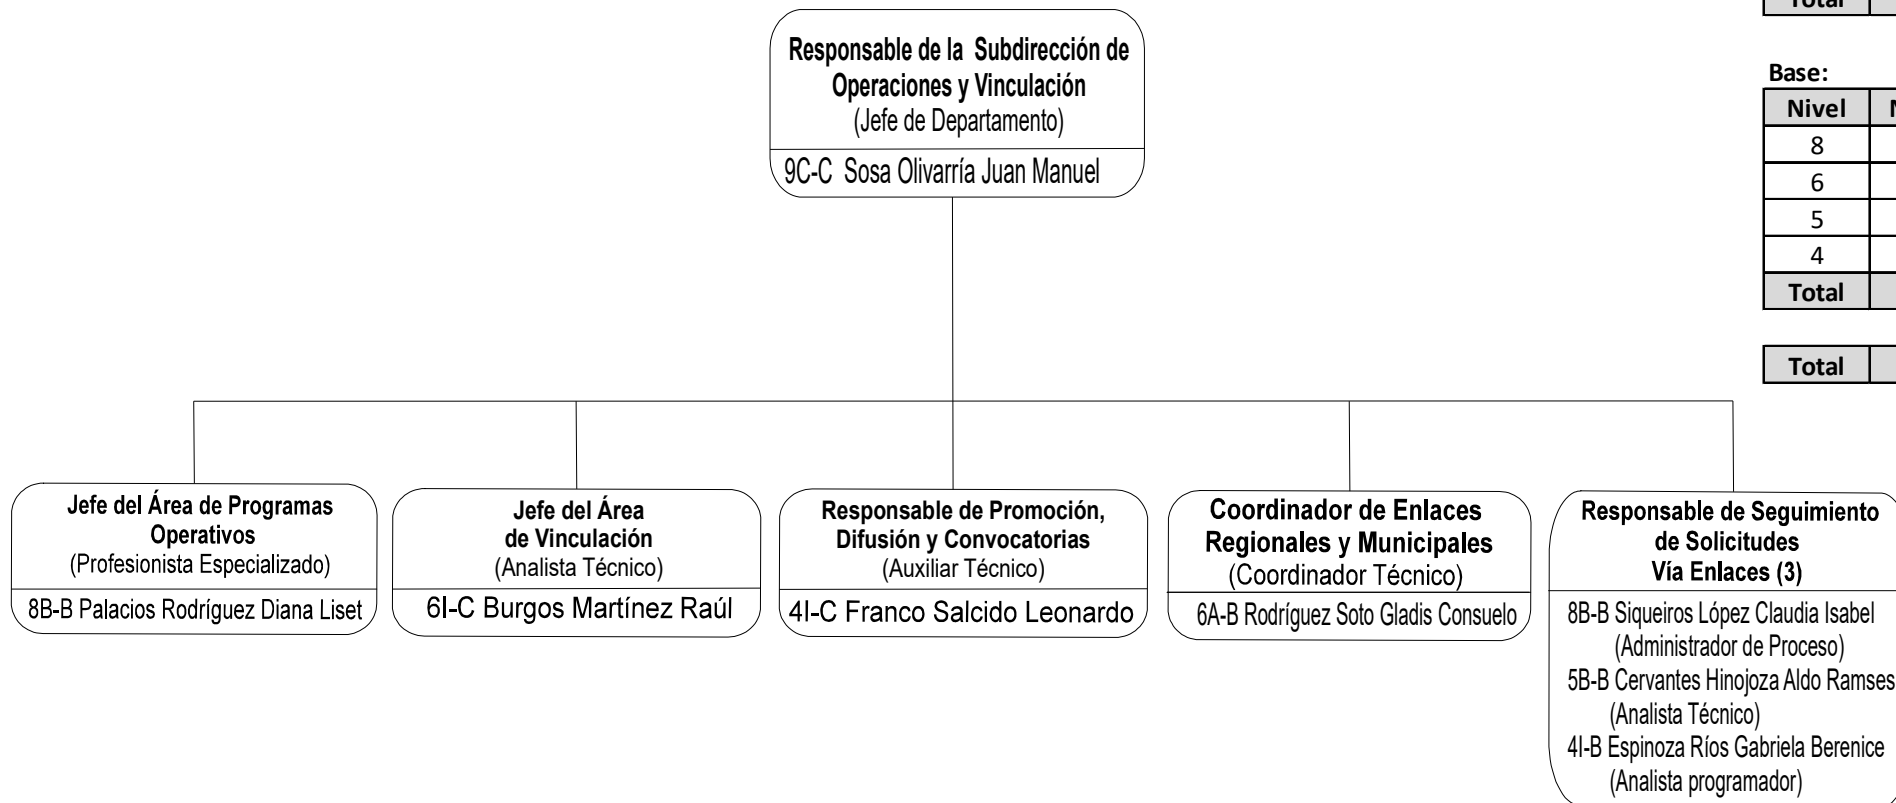 Total
Responsable de la Subdirección de
Operaciones y Vinculación
(Jefe de Departamento)
9C-C Sosa Olivarría Juan Manuel
Base:
Nivel
8
6
5
4
Total
Total
Jefe del Área de Programas
Operativos
(Profesionista Especializado)
8B-B Palacios Rodríguez Diana Liset
Jefe del Área
de Vinculación
(Analista Técnico)
6I-C Burgos Martínez Raúl
Responsable de Promoción,
Difusión y Convocatorias
(Auxiliar Técnico)
4I-C Franco Salcido Leonardo
Coordinador de Enlaces
Regionales y Municipales
(Coordinador Técnico)
6A-B Rodríguez Soto Gladis Consuelo
Responsable de Seguimiento
de Solicitudes
Vía Enlaces (3)
8B-B Siqueiros López Claudia Isabel
(Administrador de Proceso)
5B-B Cervantes Hinojoza Aldo Ramses
(Analista Técnico)
4I-B Espinoza Ríos Gabriela Berenice
(Analista programador)